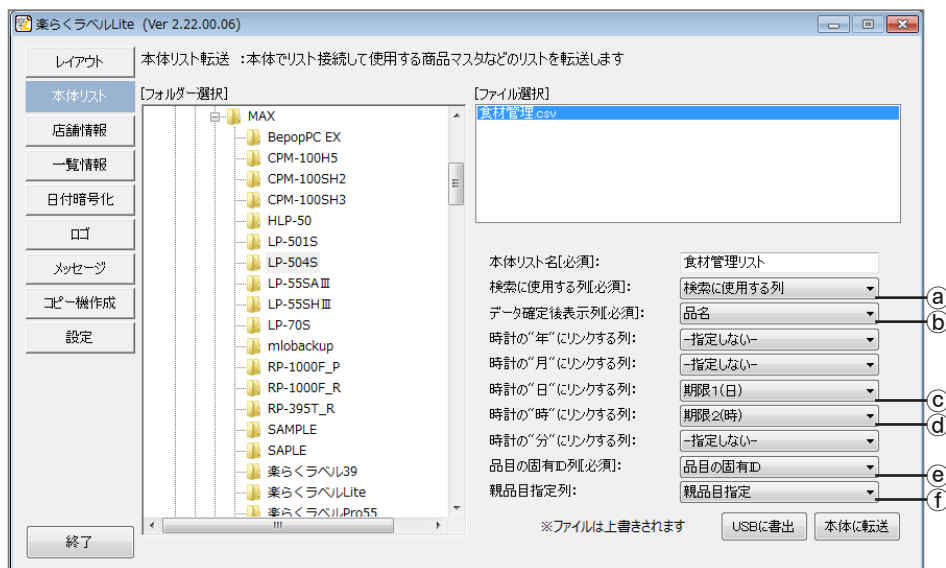 楽らくラベルLite (Ver 2.22.00.06)
レイアウト
本体リスト
店舗情報
一覧情報
日付暗号化
ロゴ
メッセージ
コピー機作成
設定
終了
本体リスト転送 :本体でリスト接続して使用する商品マスタなどのリストを転送します
[フォルダー選択]
MAX
BepopPC EX
CPM-100H5
CPM-100SH2
CPM-100SH3
HLP-50
LP-501S
LP-504S
LP-55SAⅢ
LP-55SHⅢ
LP-70S
mlobackup
RP-1000F_P
RP-1000F_R
RP-395T_R
SAMPLE
SAPLE
楽らくラベル39
楽らくラベルLite
楽らくラベルPro55
[ファイル選択]
食材管理.csv
本体リスト名[必須]: 食材管理リスト
検索に使用する列[必須]: 検索に使用する列 ⓐ
データ確定後表示列[必須]: 品名 ⓑ
時計の"年"にリンクする列: -指定しない-
時計の"月"にリンクする列: -指定しない-
時計の"日"にリンクする列: 期限1(日) ⓒ
時計の"時"にリンクする列: 期限2(時) ⓓ
時計の"分"にリンクする列: -指定しない-
品目の固有ID列[必須]: 品目の固有ID ⓔ
親品目指定列: 親品目指定 ⓕ
※ファイルは上書きされます USBに書出 本体に転送